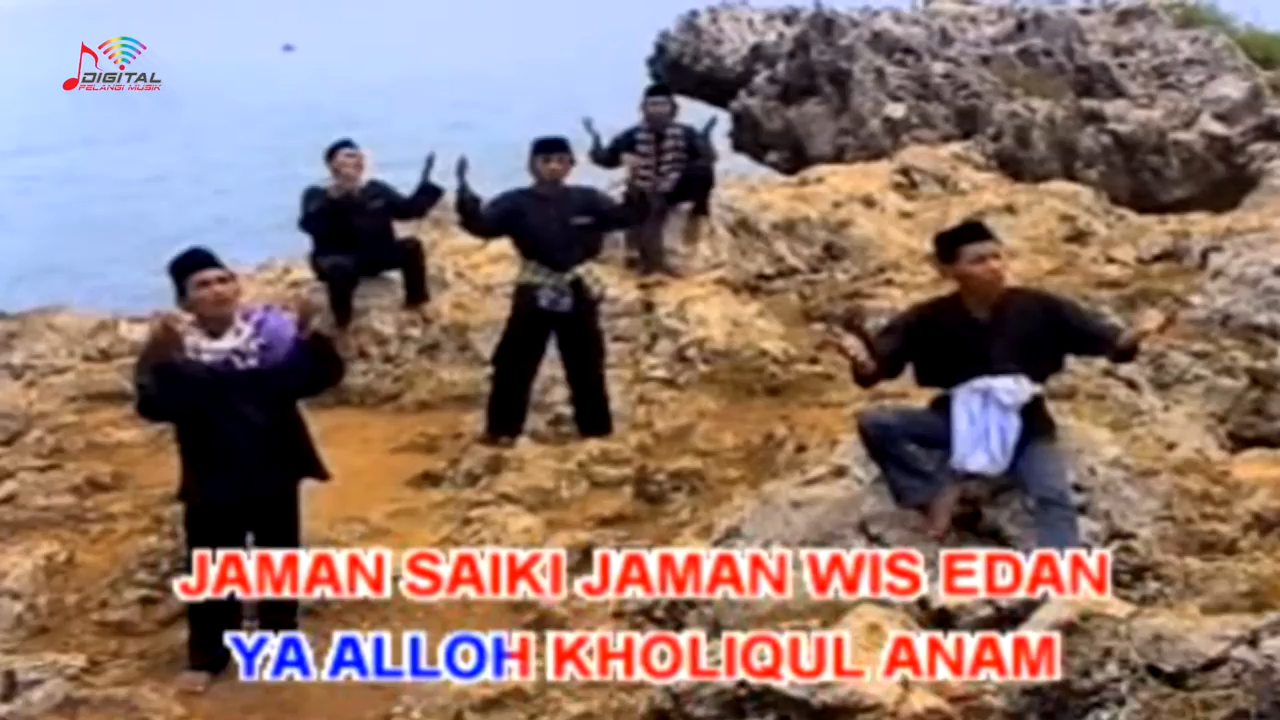 DIGITAL
PELANGI MUSIK
JAMAN SAIKI JAMAN WIS EDAN
YA ALLOH KHOLIQUL ANAM